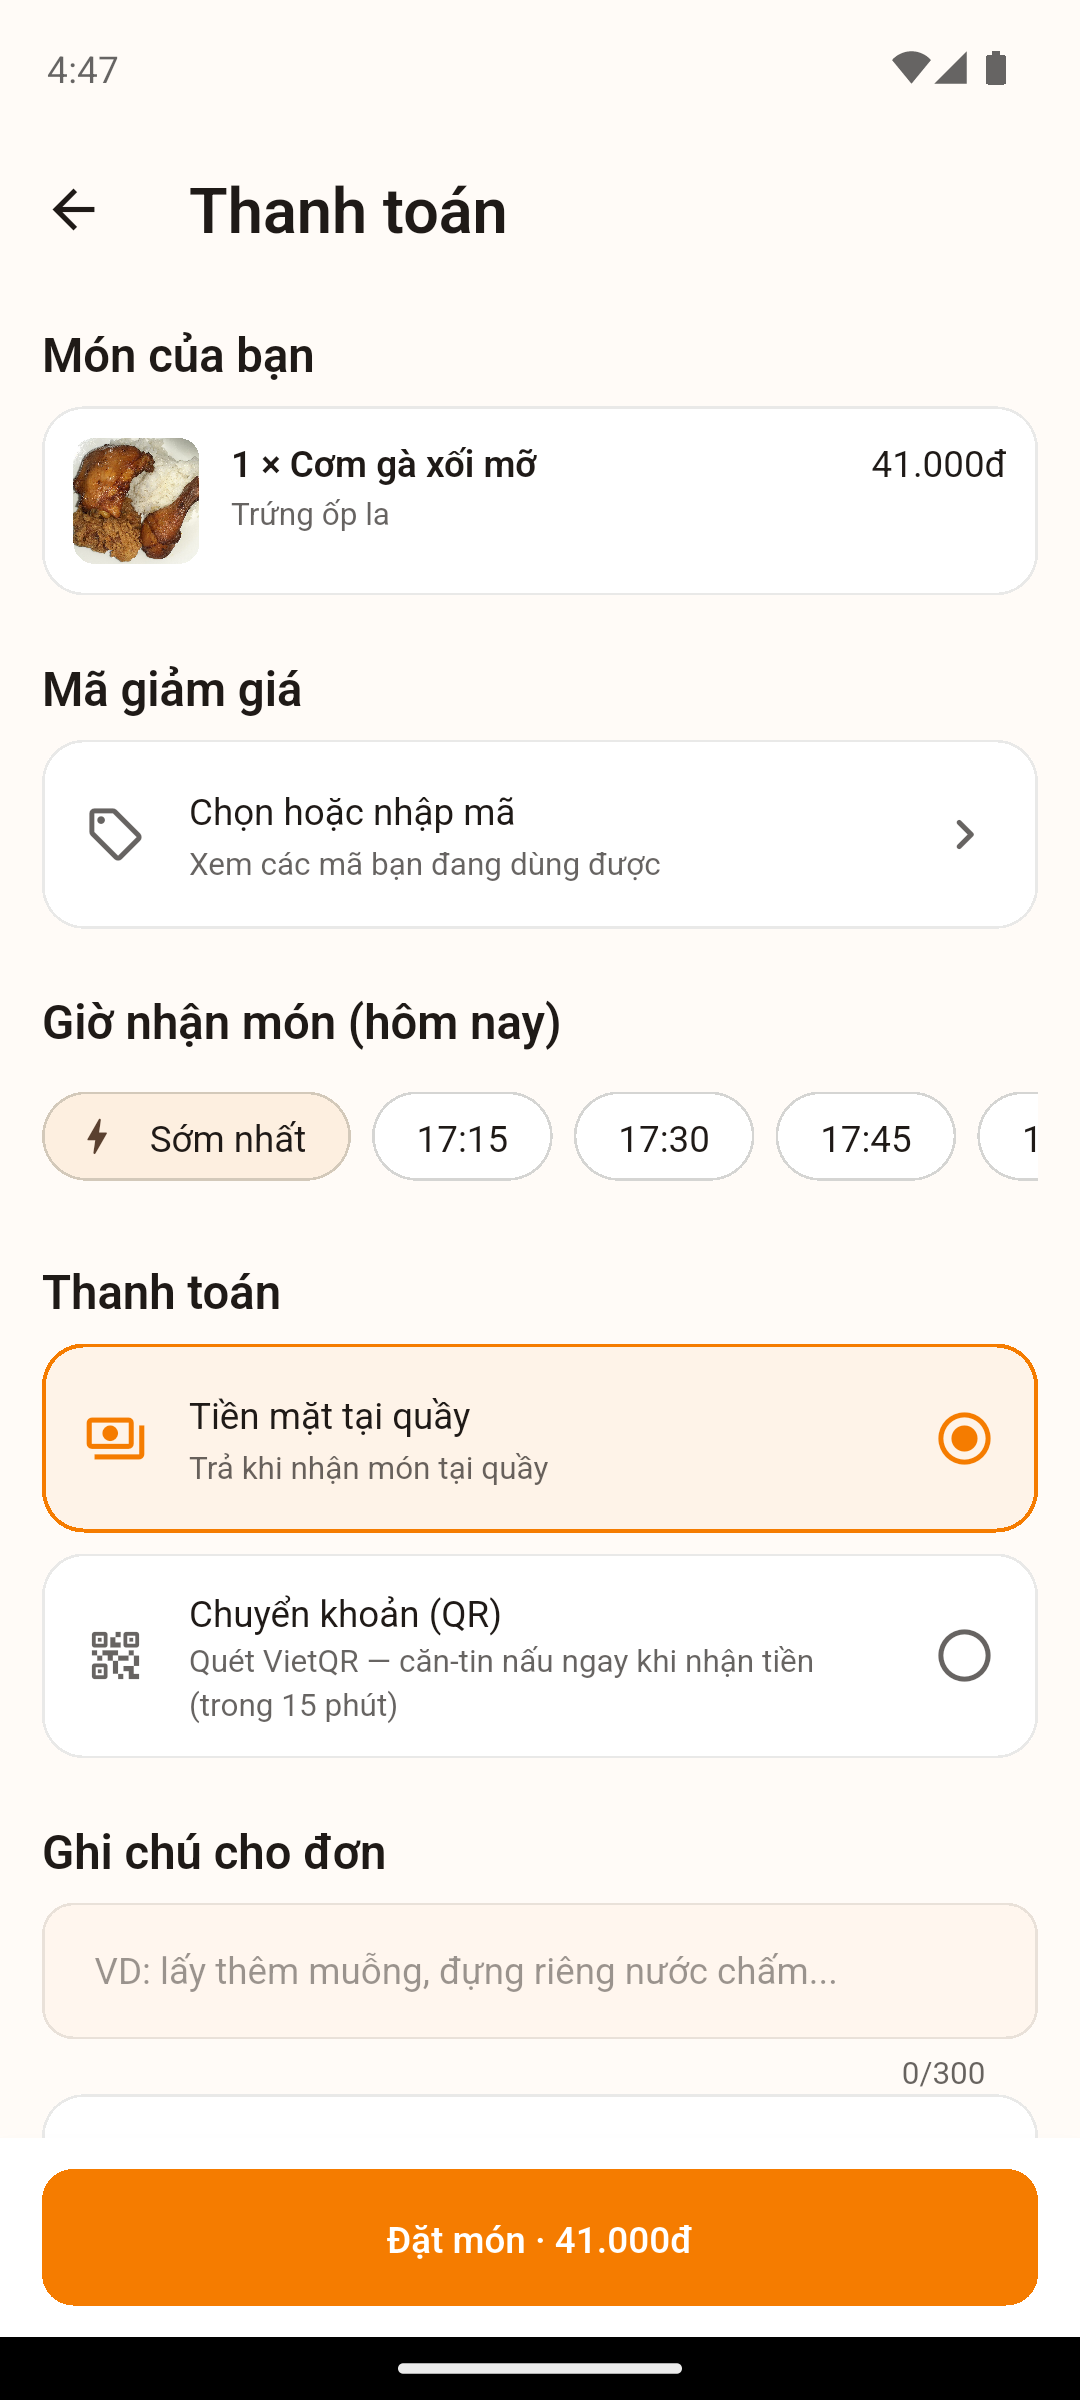 4:47
Thanh toán
Món của bạn
1 × Cơm gà xối mỡ
41.000đ
Trứng ốp la
Mã giảm giá
Chọn hoặc nhập mã
Xem các mã bạn đang dùng được
Giờ nhận món (hôm nay)
Sớm nhất
17:15
17:30
17:45
1
Thanh toán
Tiền mặt tại quầy
Trả khi nhận món tại quầy
Chuyển khoản (QR)
Quét VietQR — căn-tin nấu ngay khi nhận tiền
(trong 15 phút)
Ghi chú cho đơn
VD: lấy thêm muỗng, đựng riêng nước chấm...
0/300
Đặt món · 41.000đ